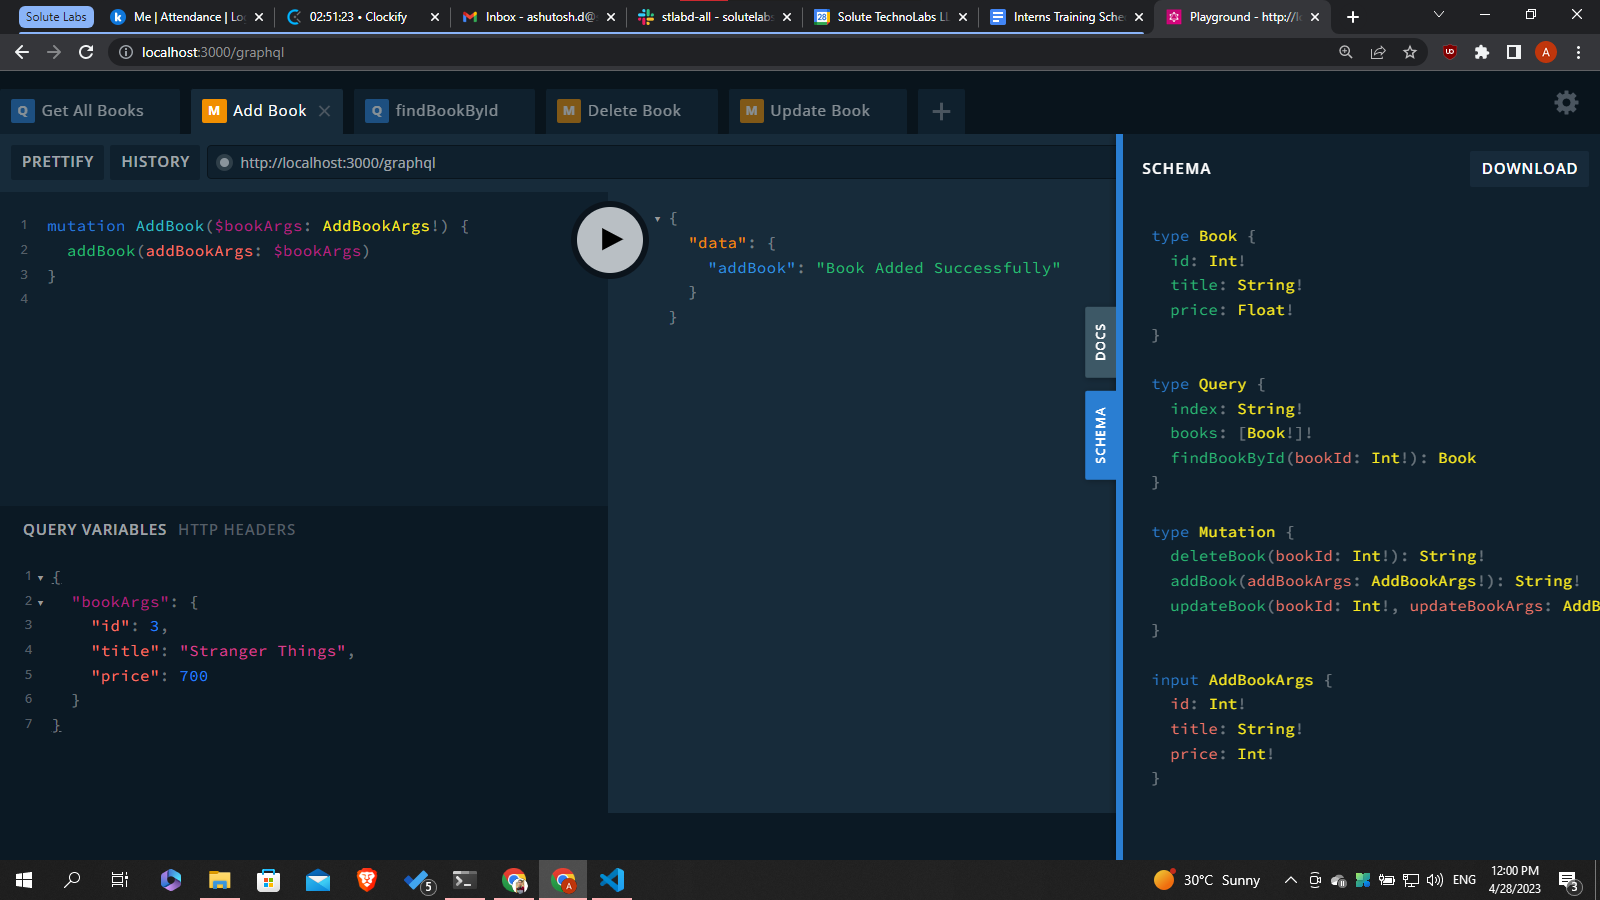 Solute Labs
Me | Attendance | Lo
02:51:23 • Clockify
Inbox - ashutosh.d@
stlabd-all - solutelabs
Solute TechnoLabs LL
Interns Training Sche
Playground - http://lo
localhost:3000/graphql
Q Get All Books
M Add Book
Q findBookById
M Delete Book
M Update Book
PRETTIFY
HISTORY
http://localhost:3000/graphql
1 mutation AddBook($bookArgs: AddBookArgs!) {
2 addBook(addBookArgs: $bookArgs)
3 }
4
QUERY VARIABLES HTTP HEADERS
1 {
2 "bookArgs": {
3 "id": 3,
4 "title": "Stranger Things",
5 "price": 700
6 }
7 }
{
"data": {
"addBook": "Book Added Successfully"
}
}
DOCS
SCHEMA
SCHEMA
DOWNLOAD
type Book {
id: Int!
title: String!
price: Float!
}
type Query {
index: String!
books: [Book!]!
findBookById(bookId: Int!): Book
}
type Mutation {
deleteBook(bookId: Int!): String!
addBook(addBookArgs: AddBookArgs!): String!
updateBook(bookId: Int!, updateBookArgs: AddB
}
input AddBookArgs {
id: Int!
title: String!
price: Int!
}
5
A
30°C Sunny
ENG
12:00 PM
4/28/2023
3